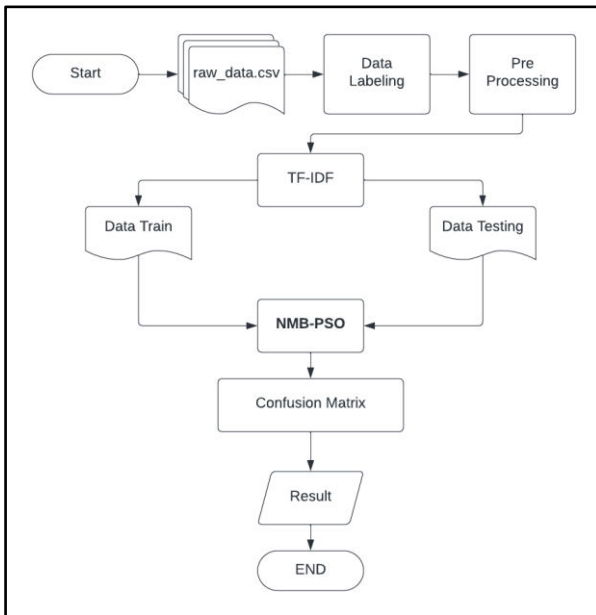 Start
raw_data.csv
Data
Labeling
Pre
Processing
TF-IDF
Data Train
Data Testing
NMB-PSO
Confusion Matrix
Result
END